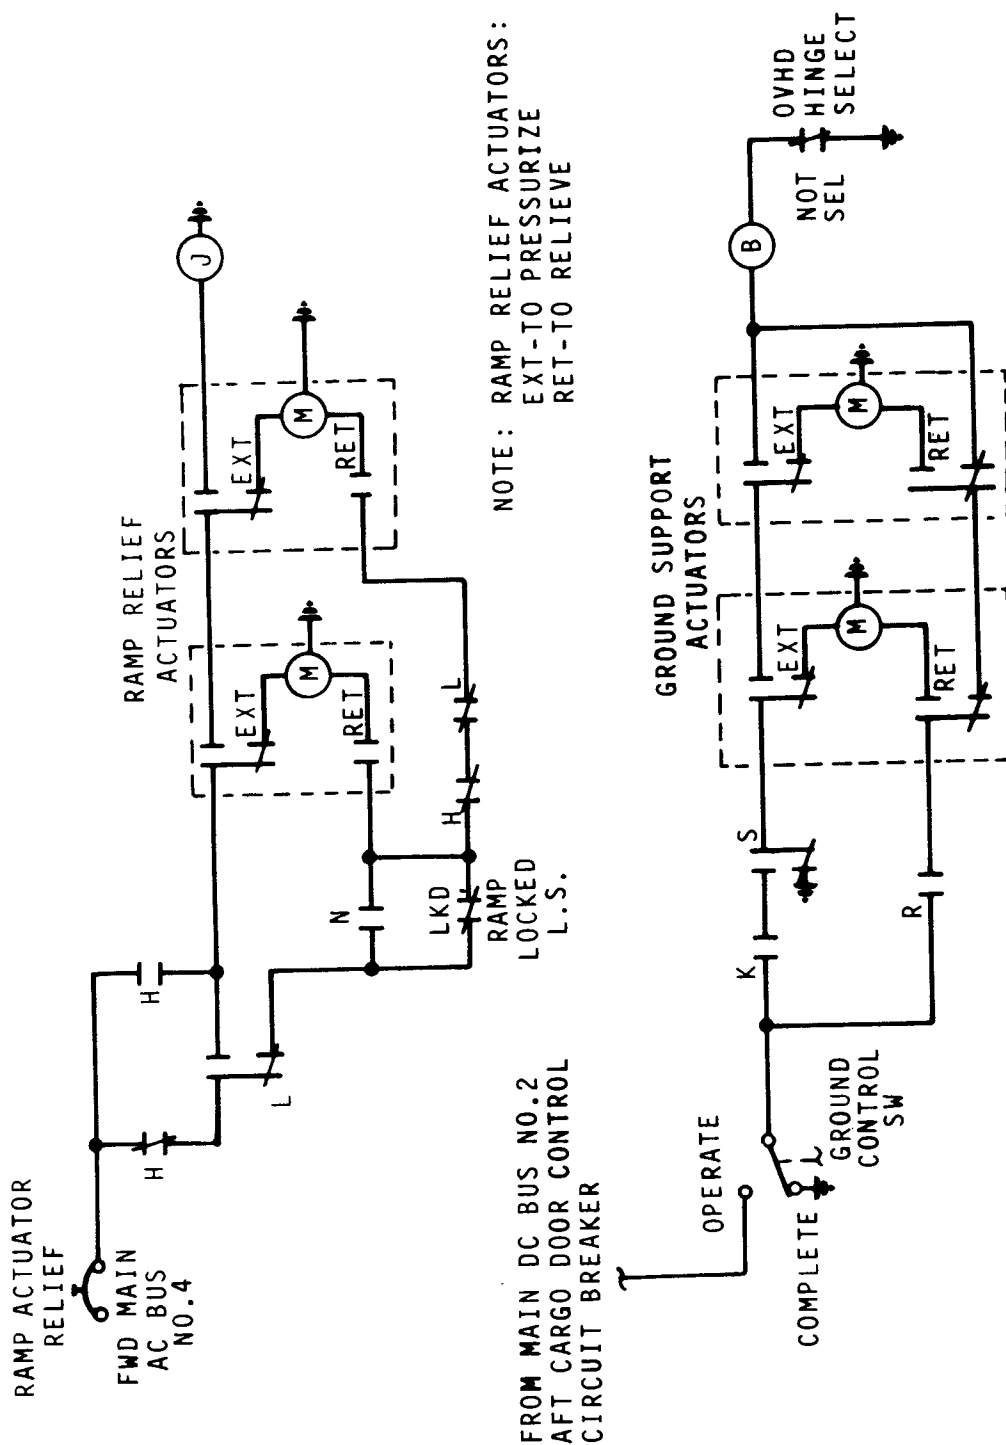 RAMP ACTUATOR
RELIEF
FWD MAIN
AC BUS
NO.4
H
H
L
RAMP RELIEF
ACTUATORS
EXT
M
RET
EXT
M
RET
J
N
LKD
RAMP
LOCKED
L.S.
H
L
NOTE: RAMP RELIEF ACTUATORS:
EXT-TO PRESSURIZE
RET-TO RELIEVE
FROM MAIN DC BUS NO.2
AFT CARGO DOOR CONTROL
CIRCUIT BREAKER
OPERATE
COMPLETE
GROUND
CONTROL
SW
K
S
R
GROUND SUPPORT
ACTUATORS
EXT
M
RET
EXT
M
RET
B
NOT
SEL
OVHD
HINGE
SELECT